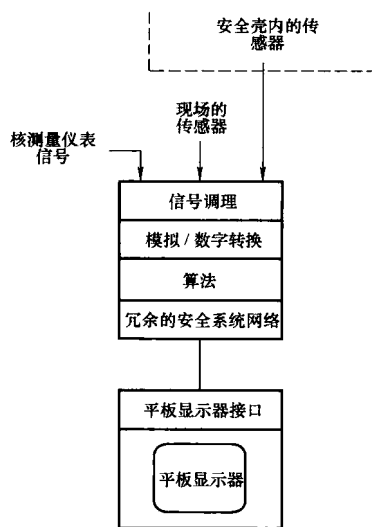 安全壳内的传
感器
现场的
传感器
核测量仪表
信号
信号调理
模拟/数字转换
算法
冗余的安全系统网络
平板显示器接口
平板显示器